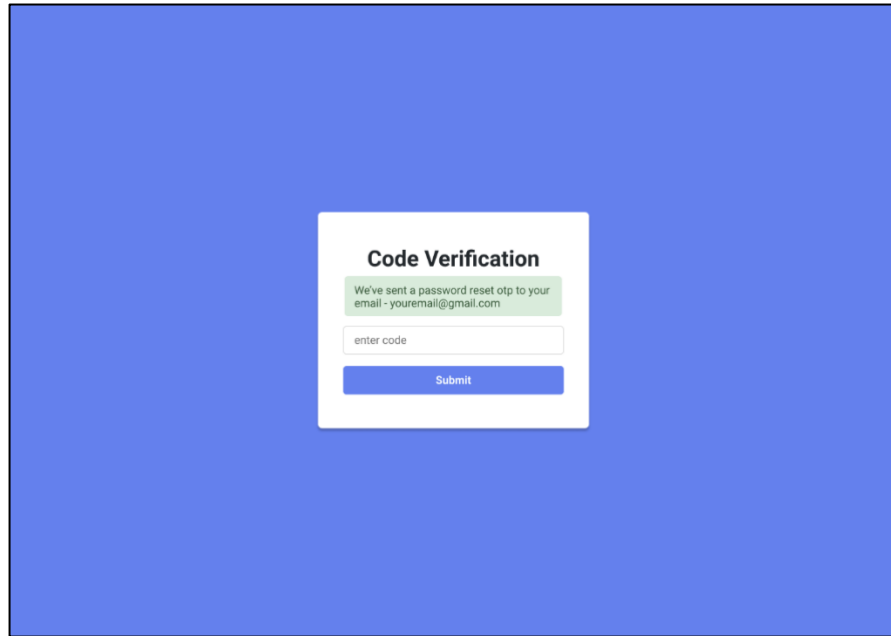 Code Verification
We've sent a password reset otp to your
email - youremail@gmail.com
enter code
Submit